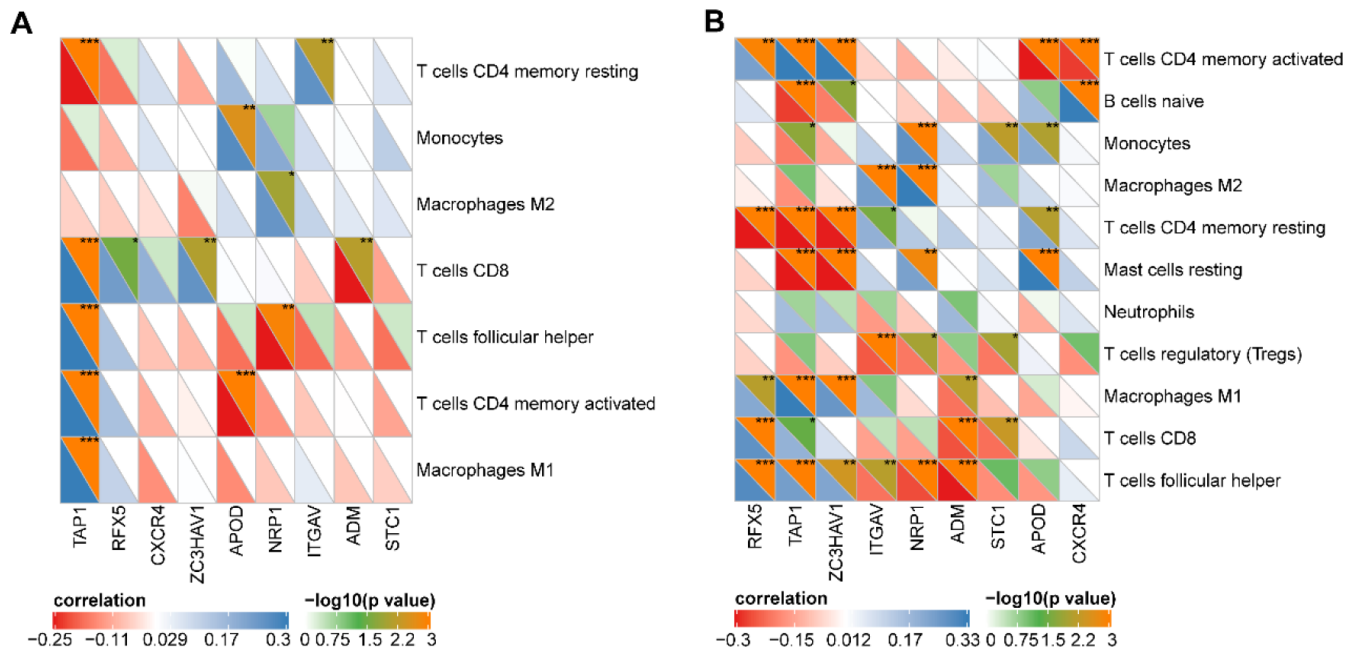 A
***
**
T cells CD4 memory resting
**
Monocytes
*
Macrophages M2
*** * ** **
T cells CD8
*** **
T cells follicular helper
*** ***
T cells CD4 memory activated
***
Macrophages M1
TAP1 RFX5 CXCR4 ZC3HAV1 APOD NRP1 ITGAV ADM STC1
correlation
−0.25 −0.11 0.029 0.17 0.3
−log10(p value)
0 0.75 1.5 2.2 3
B
** *** *** *** ***
T cells CD4 memory activated
*** * ***
B cells naive
* *** ** **
Monocytes
*** ***
Macrophages M2
*** *** *** * **
T cells CD4 memory resting
*** *** ** ***
Mast cells resting
Neutrophils
*** * *
T cells regulatory (Tregs)
** *** *** **
Macrophages M1
*** * *** **
T cells CD8
*** *** ** ** *** ***
T cells follicular helper
RFX5 TAP1 ZC3HAV1 ITGAV NRP1 ADM STC1 APOD CXCR4
correlation
−0.3 −0.15 0.012 0.17 0.33
−log10(p value)
0 0.75 1.5 2.2 3